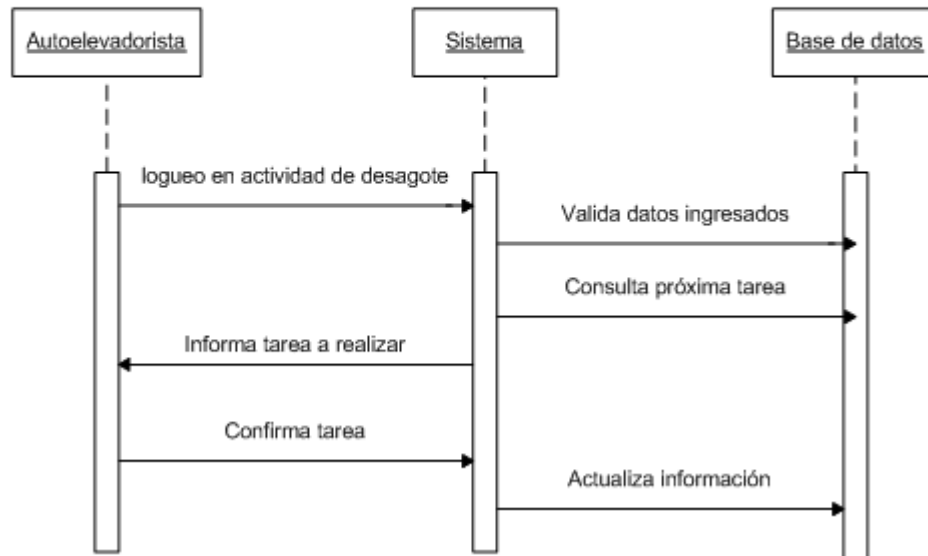 Autoelevadorista
Sistema
Base de datos
logueo en actividad de desagote
Valida datos ingresados
Consulta próxima tarea
Informa tarea a realizar
Confirma tarea
Actualiza información